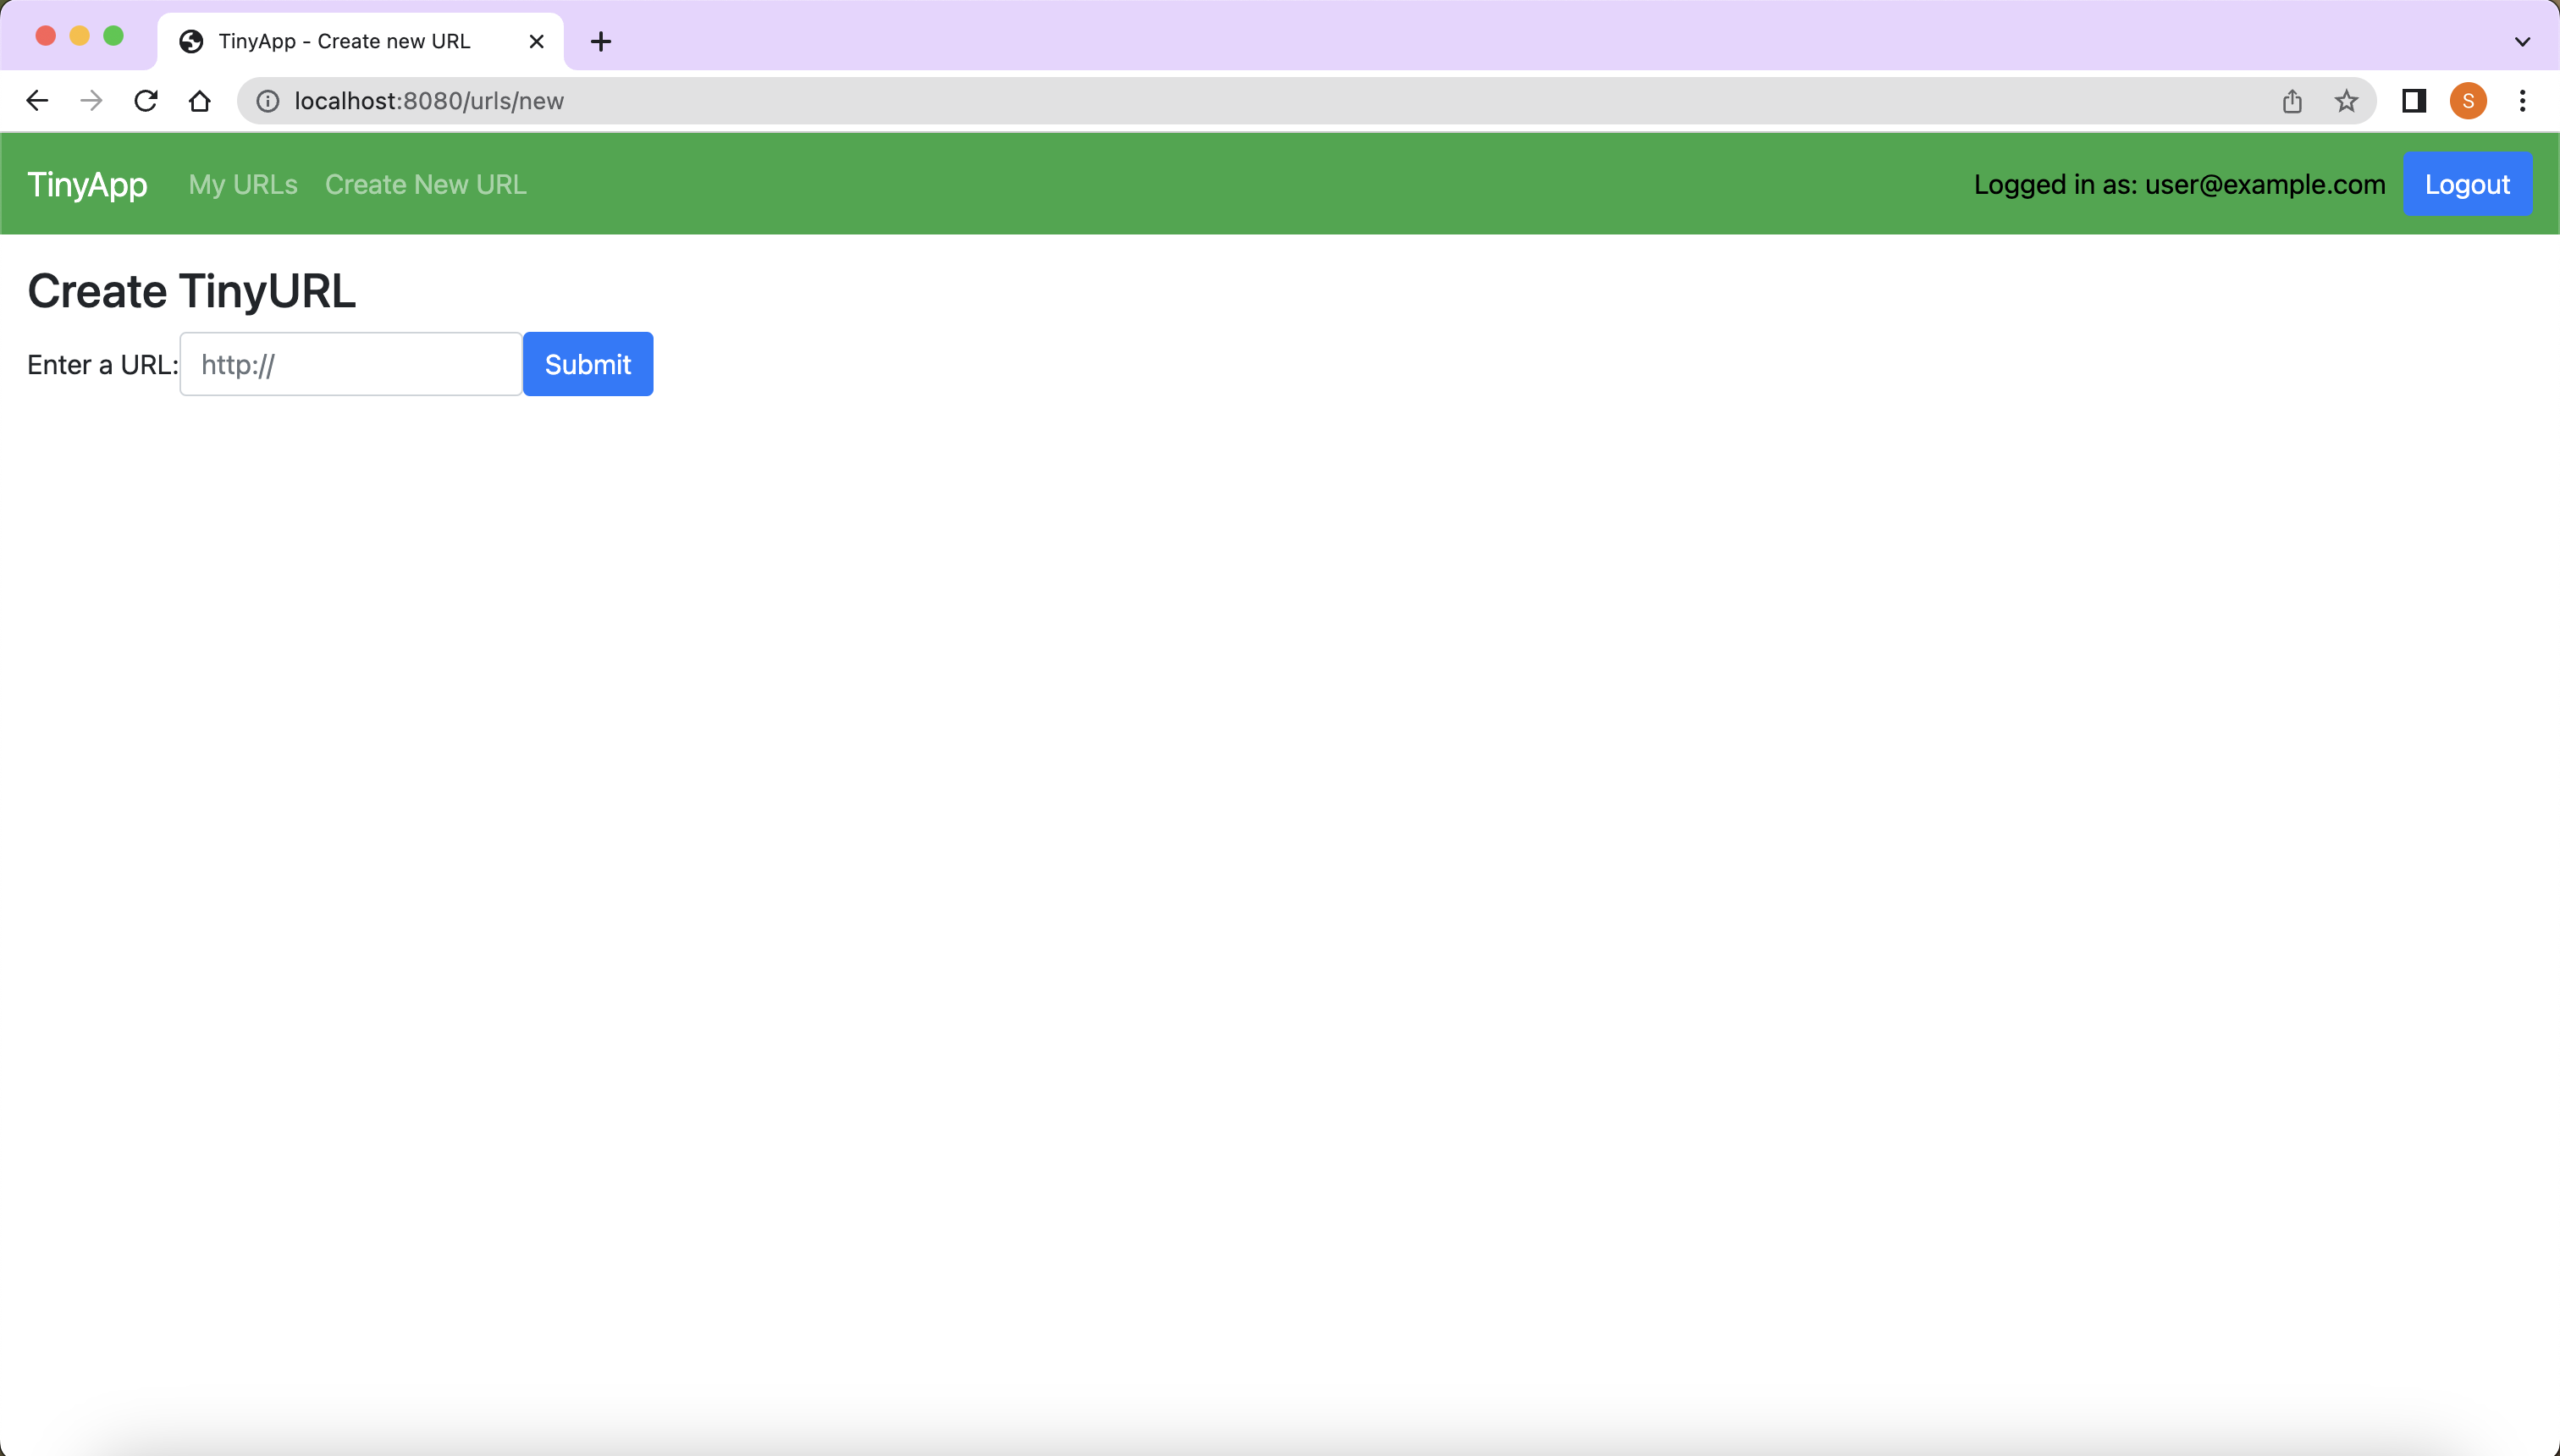 TinyApp - Create new URL
localhost:8080/urls/new
S
TinyApp My URLs Create New URL Logged in as: user@example.com Logout
Create TinyURL
Enter a URL: http:// Submit